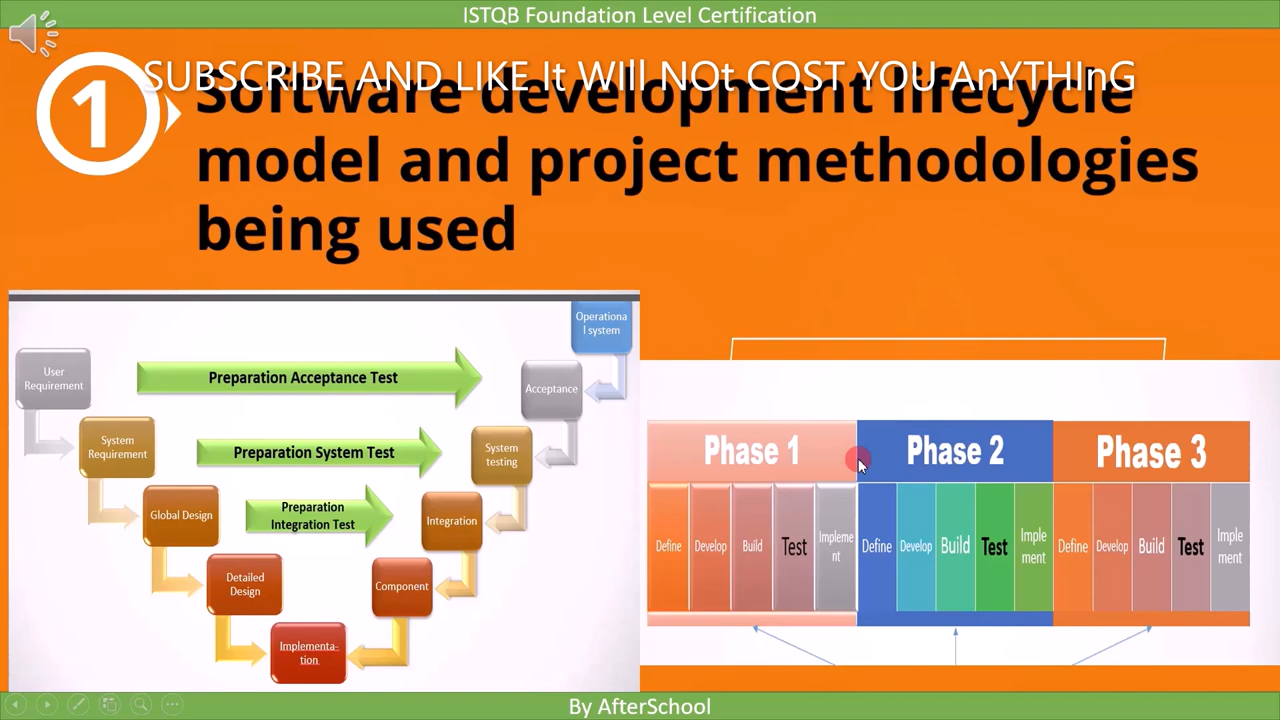 ISTQB Foundation Level Certification
SUBSCRIBE AND LIKE It WIll NOt COST YOU AnYTHInG
1
Software development lifecycle
model and project methodologies
being used
Operationa
l system
User
Requirement
Preparation Acceptance Test
Acceptance
System
Requirement
Preparation System Test
System
testing
Global Design
Preparation
Integration Test
Integration
Detailed
Design
Component
Implementa-
tion
Phase 1
Phase 2
Phase 3
Define
Develop
Build
Test
Impleme
nt
Define
Develop
Build
Test
Imple
ment
Define
Develop
Build
Test
Imple
ment
By AfterSchool